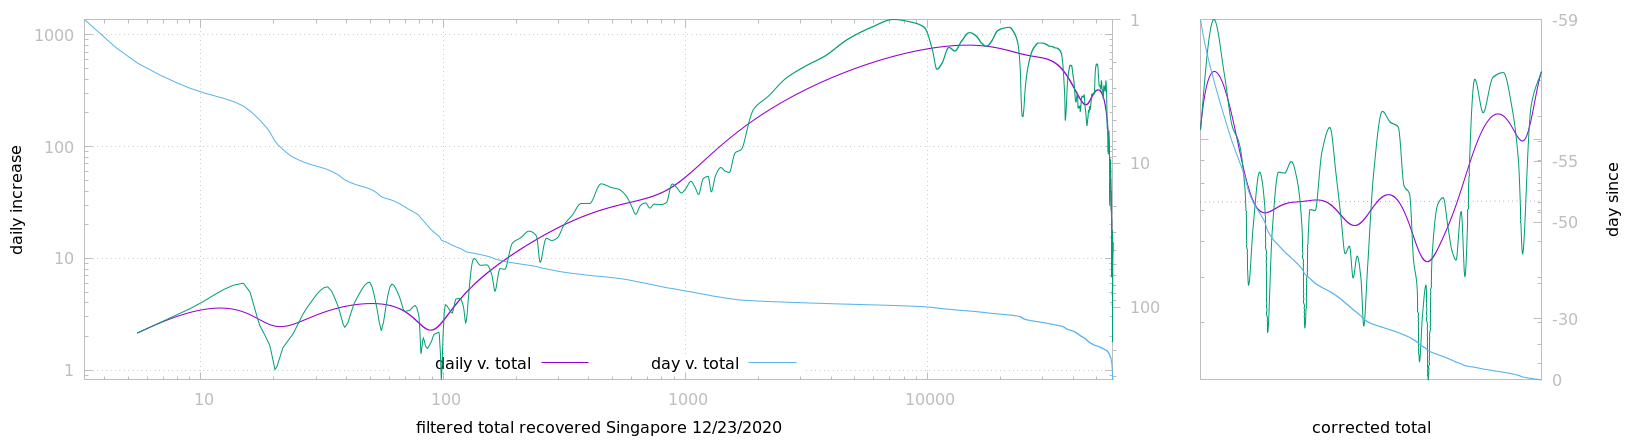 1000
100
10
1
daily increase
10
100
1000
10000
1
10
100
daily v. total
day v. total
filtered total recovered Singapore 12/23/2020
-59
-55
-50
-30
0
day since
corrected total